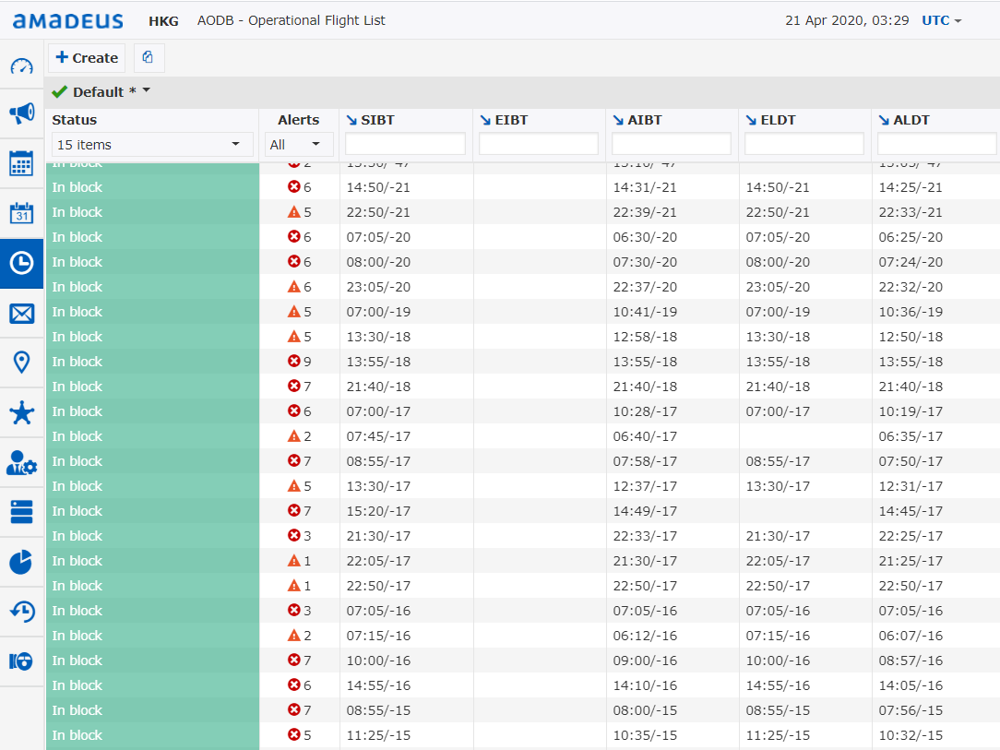 amadeus HKG AODB - Operational Flight List 21 Apr 2020, 03:29 UTC
+ Create
Default *
Status Alerts SIBT EIBT AIBT ELDT ALDT
15 items All
In block 2
In block 6 14:50/-21 14:31/-21 14:50/-21 14:25/-21
In block 5 22:50/-21 22:39/-21 22:50/-21 22:33/-21
In block 6 07:05/-20 06:30/-20 07:05/-20 06:25/-20
In block 6 08:00/-20 07:30/-20 08:00/-20 07:24/-20
In block 6 23:05/-20 22:37/-20 23:05/-20 22:32/-20
In block 5 07:00/-19 10:41/-19 07:00/-19 10:36/-19
In block 5 13:30/-18 12:58/-18 13:30/-18 12:50/-18
In block 9 13:55/-18 13:55/-18 13:55/-18 13:55/-18
In block 7 21:40/-18 21:40/-18 21:40/-18 21:40/-18
In block 6 07:00/-17 10:28/-17 07:00/-17 10:19/-17
In block 2 07:45/-17 06:40/-17 06:35/-17
In block 7 08:55/-17 07:58/-17 08:55/-17 07:50/-17
In block 5 13:30/-17 12:37/-17 13:30/-17 12:31/-17
In block 7 15:20/-17 14:49/-17 14:45/-17
In block 3 21:30/-17 22:33/-17 21:30/-17 22:25/-17
In block 1 22:05/-17 21:30/-17 22:05/-17 21:25/-17
In block 1 22:50/-17 22:50/-17 22:50/-17 22:50/-17
In block 3 07:05/-16 07:05/-16 07:05/-16 07:05/-16
In block 2 07:15/-16 06:12/-16 07:15/-16 06:07/-16
In block 7 10:00/-16 09:00/-16 10:00/-16 08:57/-16
In block 6 14:55/-16 14:10/-16 14:55/-16 14:05/-16
In block 7 08:55/-15 08:00/-15 08:55/-15 07:56/-15
In block 5 11:25/-15 10:35/-15 11:25/-15 10:32/-15
31